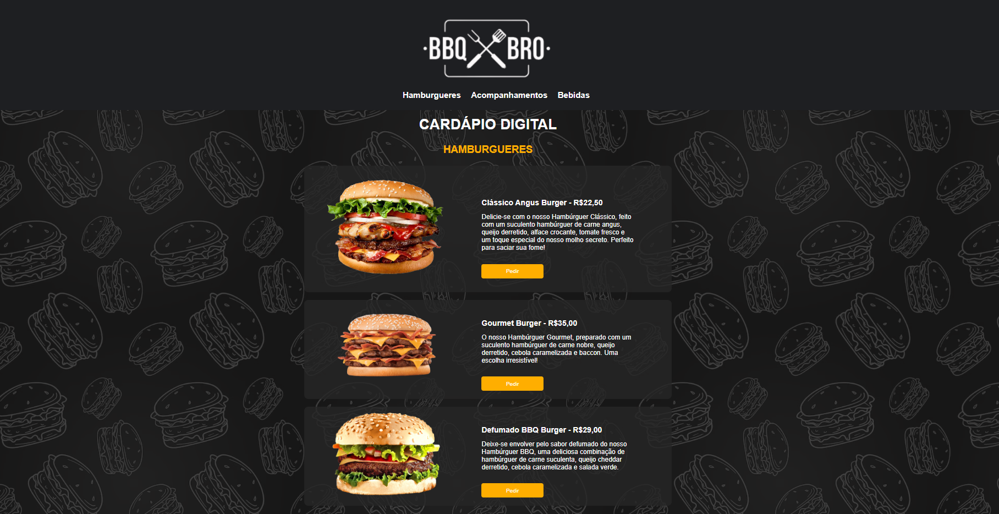 ·BBQ BRO·
Hamburgueres Acompanhamentos Bebidas
CARDÁPIO DIGITAL
HAMBURGUERES
Clássico Angus Burger - R$22,50
Delicie-se com o nosso Hambúrguer Clássico, feito
com um suculento hambúrguer de carne angus,
queijo derretido, alface crocante, tomate fresco e
um toque especial do nosso molho secreto. Perfeito
para saciar sua fome!
Pedir
Gourmet Burger - R$35,00
O nosso Hambúrguer Gourmet, preparado com um
suculento hambúrguer de carne nobre, queijo
derretido, cebola caramelizada e baccon. Uma
escolha irresistível!
Pedir
Defumado BBQ Burger - R$29,00
Deixe-se envolver pelo sabor defumado do nosso
Hambúrguer BBQ, uma deliciosa combinação de
hambúrguer de carne suculenta, queijo cheddar
derretido, cebola caramelizada e salada verde.
Pedir